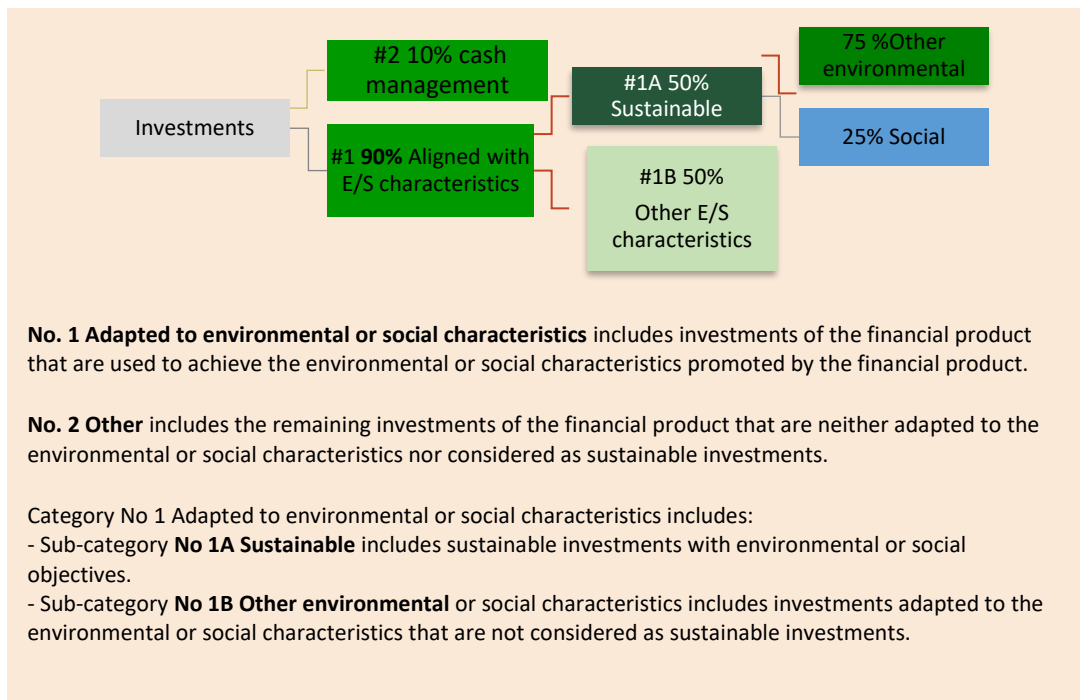 Investments
#2 10% cash
management
#1 90% Aligned with
E/S characteristics
#1A 50%
Sustainable
#1B 50%
Other E/S
characteristics
75 %Other
environmental
25% Social
No. 1 Adapted to environmental or social characteristics includes investments of the financial product
that are used to achieve the environmental or social characteristics promoted by the financial product.
No. 2 Other includes the remaining investments of the financial product that are neither adapted to the
environmental or social characteristics nor considered as sustainable investments.
Category No 1 Adapted to environmental or social characteristics includes:
- Sub-category No 1A Sustainable includes sustainable investments with environmental or social
objectives.
- Sub-category No 1B Other environmental or social characteristics includes investments adapted to the
environmental or social characteristics that are not considered as sustainable investments.